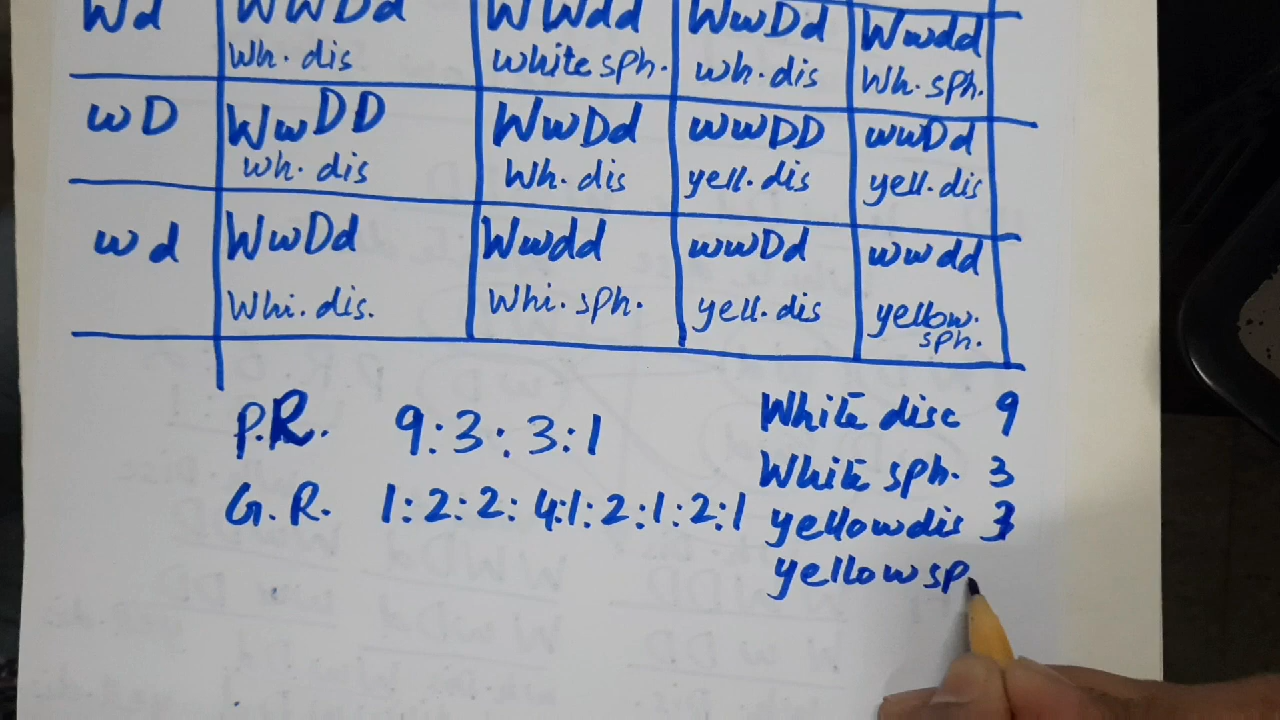 Wd WWDd WWdd WwDd Wwdd
Wh. dis white sph. wh. dis Wh. sph.
wD WwDD WwDd wwDD wwDd
wh. dis Wh. dis yell. dis yell. dis
wd WwDd Wwdd wwDd wwdd
Whi. dis. Whi. sph. yell. dis yellow.
sph.
P.R. 9:3:3:1
G.R. 1:2:2:4:1:2:1:2:1
White disc 9
White sph. 3
yellow dis 3
yellow sp